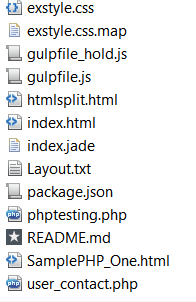 exstyle.css
exstyle.css.map
gulpfile_hold.js
gulpfile.js
htmlsplit.html
index.html
index.jade
Layout.txt
package.json
phptesting.php
README.md
SamplePHP_One.html
user_contact.php